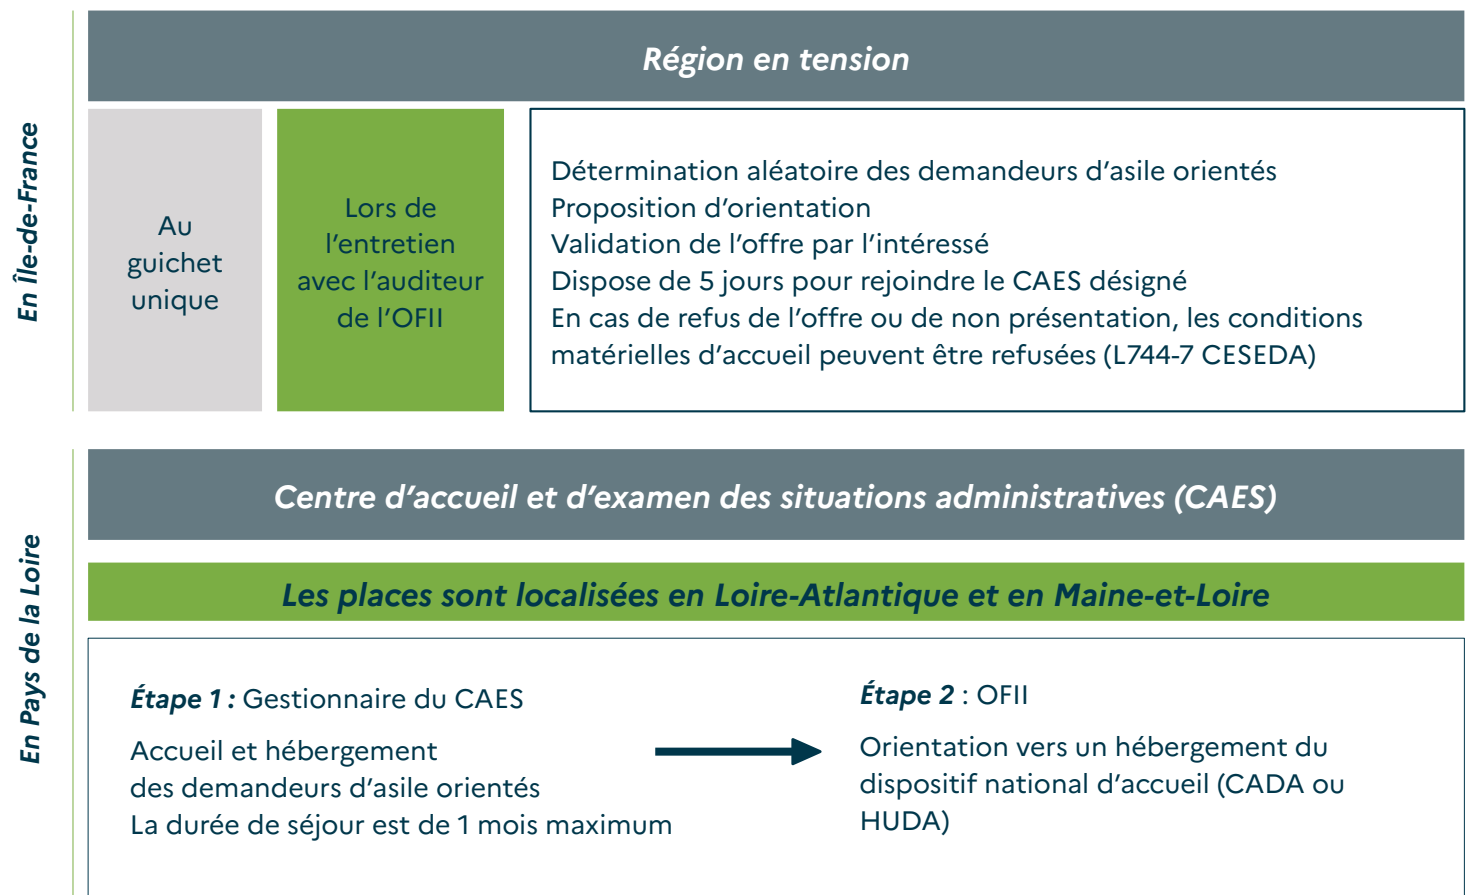 En Île-de-France
Région en tension
Au
guichet
unique
Lors de
l'entretien
avec l'auditeur
de l'OFII
Détermination aléatoire des demandeurs d'asile orientés
Proposition d'orientation
Validation de l'offre par l'intéressé
Dispose de 5 jours pour rejoindre le CAES désigné
En cas de refus de l'offre ou de non présentation, les conditions
matérielles d'accueil peuvent être refusées (L744-7 CESEDA)
En Pays de la Loire
Centre d'accueil et d'examen des situations administratives (CAES)
Les places sont localisées en Loire-Atlantique et en Maine-et-Loire
Étape 1 : Gestionnaire du CAES
Accueil et hébergement
des demandeurs d'asile orientés
La durée de séjour est de 1 mois maximum
Étape 2 : OFII
Orientation vers un hébergement du
dispositif national d'accueil (CADA ou
HUDA)